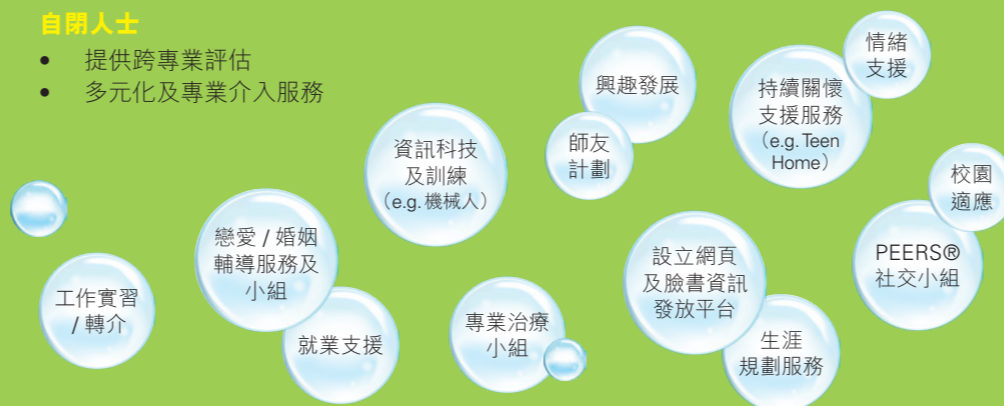 自閉人士
• 提供跨專業評估
• 多元化及專業介入服務
情緒
支援
興趣發展
持續關懷
支援服務
（e.g. Teen
Home）
師友
計劃
資訊科技
及訓練
（e.g. 機械人）
校園
適應
戀愛 / 婚姻
輔導服務及
小組
設立網頁
及臉書資訊
發放平台
PEERS®
社交小組
工作實習
/ 轉介
就業支援
專業治療
小組
生涯
規劃服務